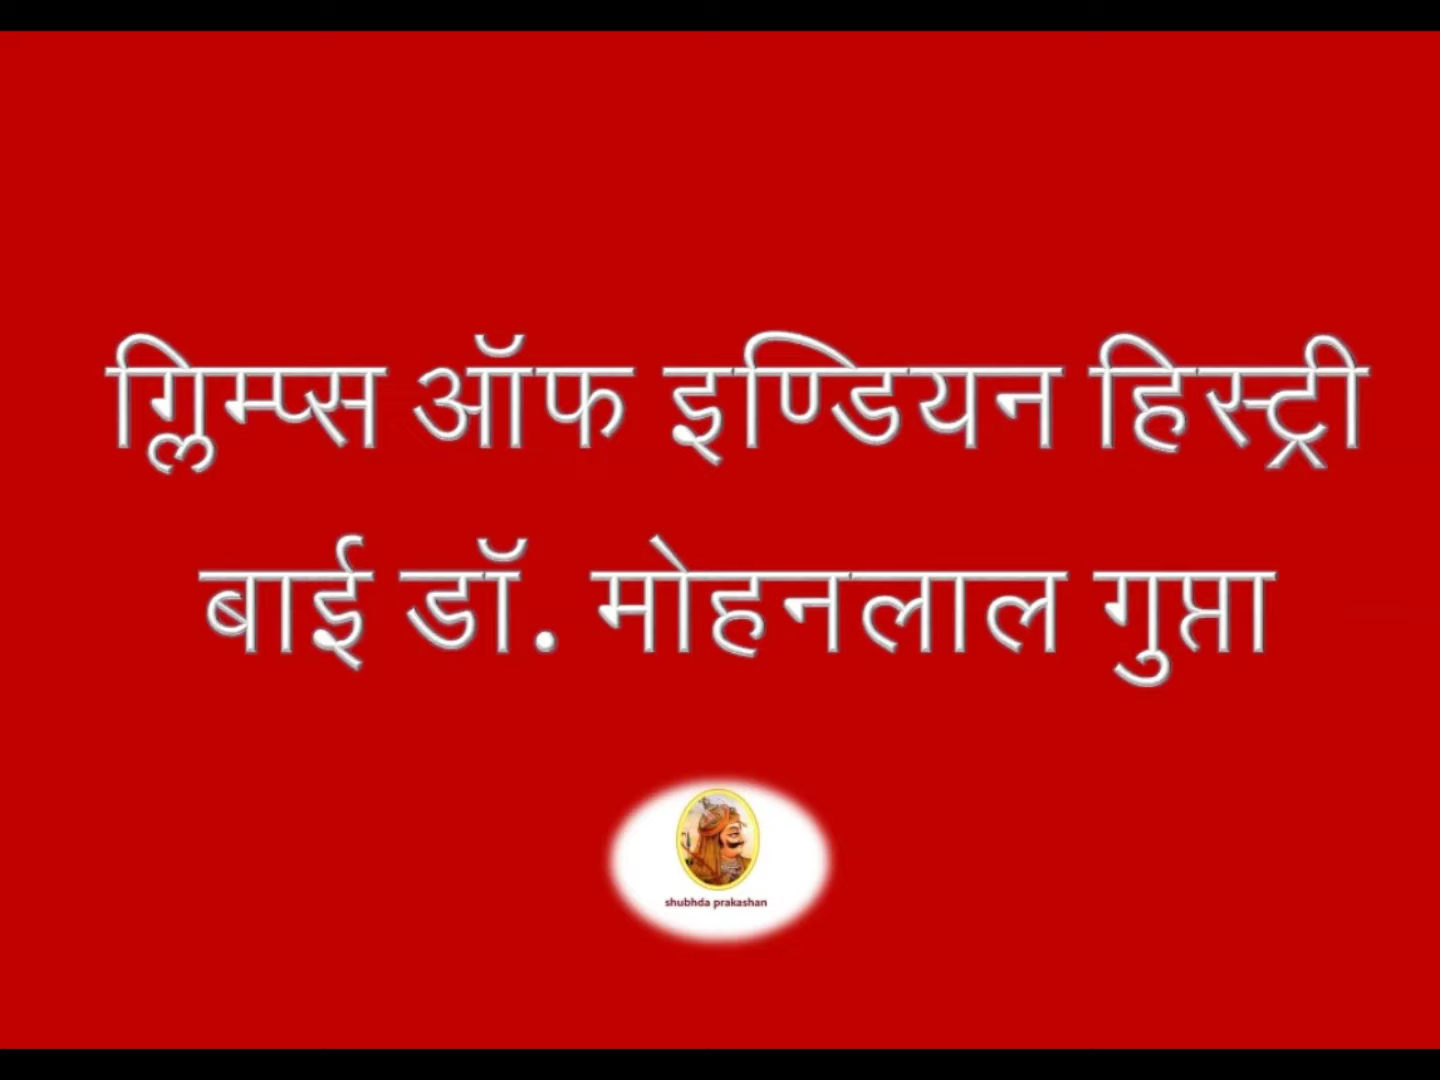 ग्लिम्प्स ऑफ इण्डियन हिस्ट्री
बाई डॉ. मोहनलाल गुप्ता
shubhda prakashan